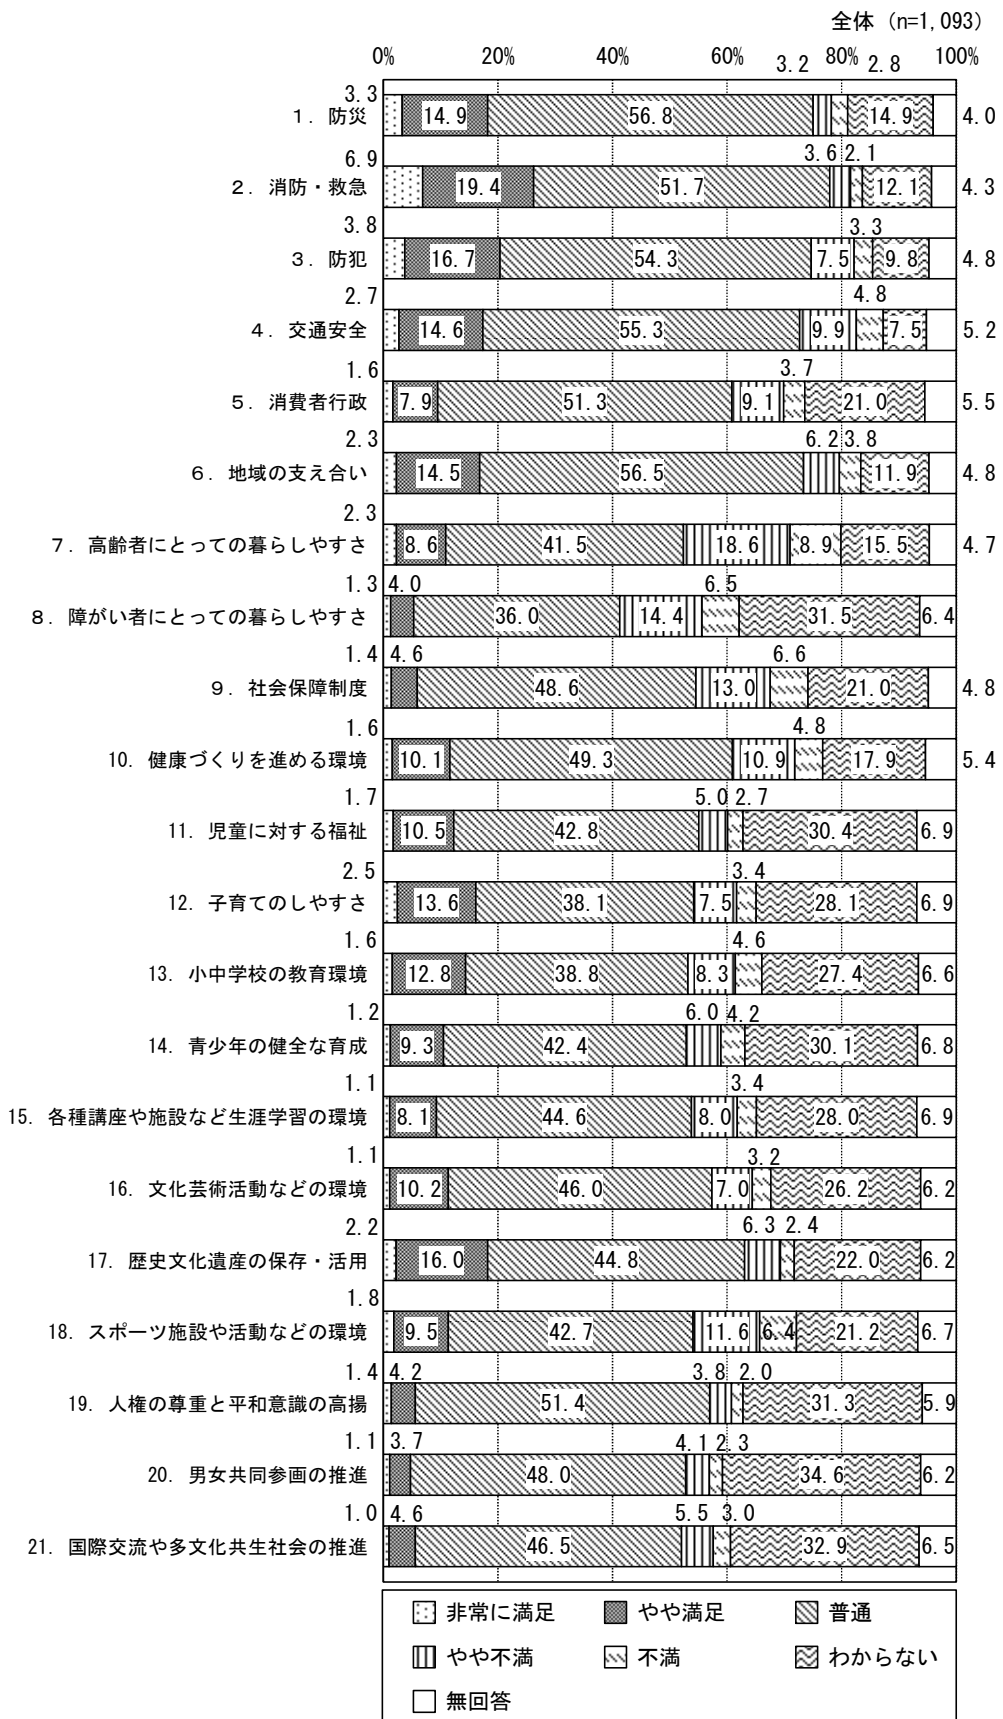 全体（n=1,093）
0% 20% 40% 60% 80% 100%
3.2 2.8
3.3
1. 防災 14.9 56.8 14.9 4.0
6.9 3.6 2.1
2. 消防・救急 19.4 51.7 12.1 4.3
3.8 3.3
3. 防犯 16.7 54.3 7.5 9.8 4.8
2.7 4.8
4. 交通安全 14.6 55.3 9.9 7.5 5.2
1.6 3.7
5. 消費者行政 7.9 51.3 9.1 21.0 5.5
2.3 6.2 3.8
6. 地域の支え合い 14.5 56.5 11.9 4.8
2.3
7. 高齢者にとっての暮らしやすさ 8.6 41.5 18.6 8.9 15.5 4.7
1.3 4.0 6.5
8. 障がい者にとっての暮らしやすさ 36.0 14.4 31.5 6.4
1.4 4.6 6.6
9. 社会保障制度 48.6 13.0 21.0 4.8
1.6 4.8
10. 健康づくりを進める環境 10.1 49.3 10.9 17.9 5.4
1.7 5.0 2.7
11. 児童に対する福祉 10.5 42.8 30.4 6.9
2.5 3.4
12. 子育てのしやすさ 13.6 38.1 7.5 28.1 6.9
1.6 4.6
13. 小中学校の教育環境 12.8 38.8 8.3 27.4 6.6
1.2 6.0 4.2
14. 青少年の健全な育成 9.3 42.4 30.1 6.8
1.1 3.4
15. 各種講座や施設など生涯学習の環境 8.1 44.6 8.0 28.0 6.9
1.1 3.2
16. 文化芸術活動などの環境 10.2 46.0 7.0 26.2 6.2
2.2 6.3 2.4
17. 歴史文化遺産の保存・活用 16.0 44.8 22.0 6.2
1.8
18. スポーツ施設や活動などの環境 9.5 42.7 11.6 6.4 21.2 6.7
1.4 4.2 3.8 2.0
19. 人権の尊重と平和意識の高揚 51.4 31.3 5.9
1.1 3.7 4.1 2.3
20. 男女共同参画の推進 48.0 34.6 6.2
1.0 4.6 5.5 3.0
21. 国際交流や多文化共生社会の推進 46.5 32.9 6.5
非常に満足 やや満足 普通
やや不満 不満 わからない
無回答